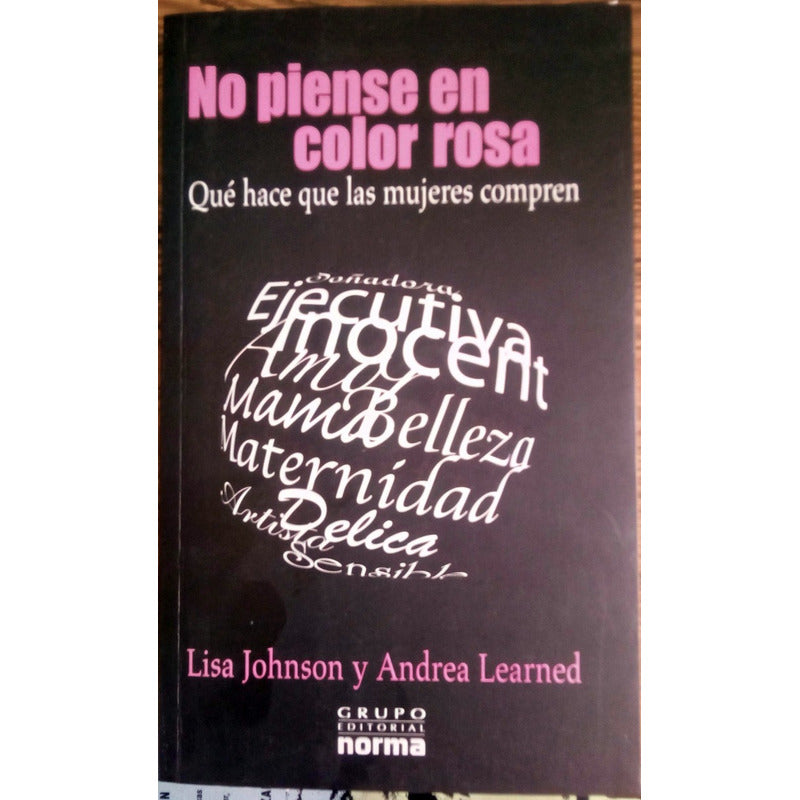 No piense en
color rosa
Qué hace que las mujeres compren
Soñadora
Ejecutiva
Inocent
Amor
Mamá
Belleza
Maternidad
Artista
Delica
Sensibl
Lisa Johnson y Andrea Learned
GRUPO
EDITORIAL
norma